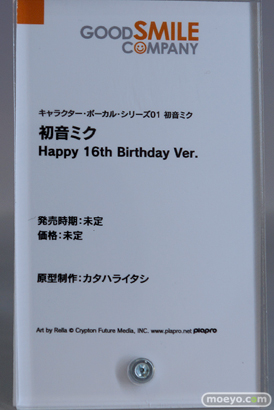 GOODSMILE
COMPANY
キャラクター・ボーカル・シリーズ01 初音ミク
初音ミク
Happy 16th Birthday Ver.
発売時期：未定
価格：未定
原型制作：カタハライタシ
Art by Rella © Crypton Future Media, INC. www.piapro.net piapro
moeyo.com